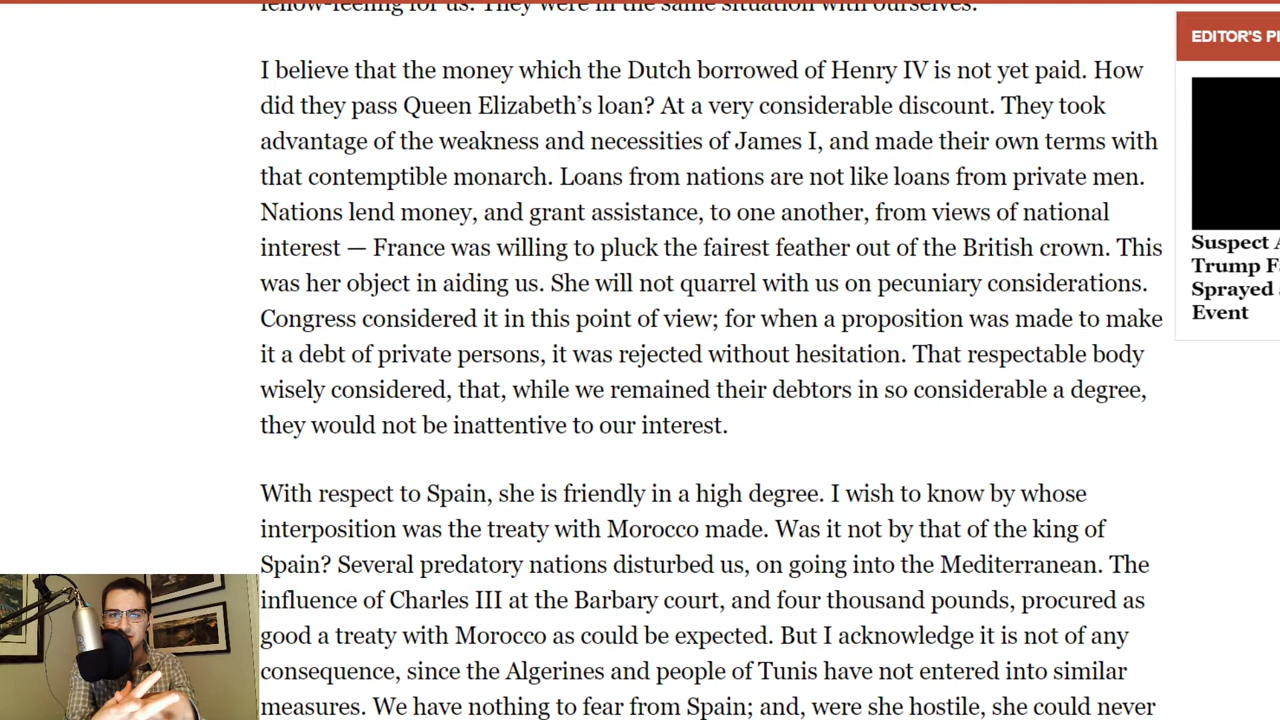 fellow-feeling for us. They were in the same situation with ourselves.
I believe that the money which the Dutch borrowed of Henry IV is not yet paid. How
did they pass Queen Elizabeth’s loan? At a very considerable discount. They took
advantage of the weakness and necessities of James I, and made their own terms with
that contemptible monarch. Loans from nations are not like loans from private men.
Nations lend money, and grant assistance, to one another, from views of national
interest — France was willing to pluck the fairest feather out of the British crown. This
was her object in aiding us. She will not quarrel with us on pecuniary considerations.
Congress considered it in this point of view; for when a proposition was made to make
it a debt of private persons, it was rejected without hesitation. That respectable body
wisely considered, that, while we remained their debtors in so considerable a degree,
they would not be inattentive to our interest.
With respect to Spain, she is friendly in a high degree. I wish to know by whose
interposition was the treaty with Morocco made. Was it not by that of the king of
Spain? Several predatory nations disturbed us, on going into the Mediterranean. The
influence of Charles III at the Barbary court, and four thousand pounds, procured as
good a treaty with Morocco as could be expected. But I acknowledge it is not of any
consequence, since the Algerines and people of Tunis have not entered into similar
measures. We have nothing to fear from Spain; and, were she hostile, she could never
EDITOR'S
Suspect
Trump
Sprayed
Event